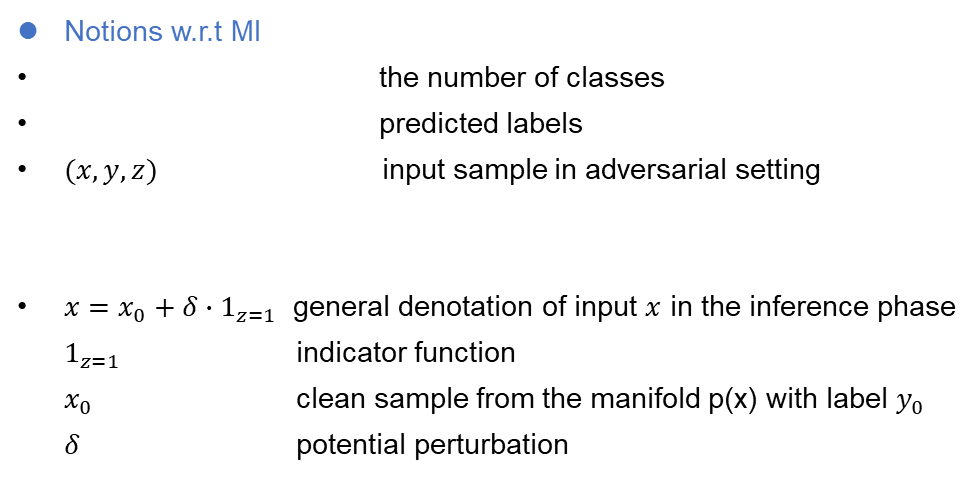 ● Notions w.r.t MI
• the number of classes
• predicted labels
• (x, y, z) input sample in adversarial setting
• x = x₀ + δ · 1_{z=1} general denotation of input x in the inference phase
1_{z=1} indicator function
x₀ clean sample from the manifold p(x) with label y₀
δ potential perturbation